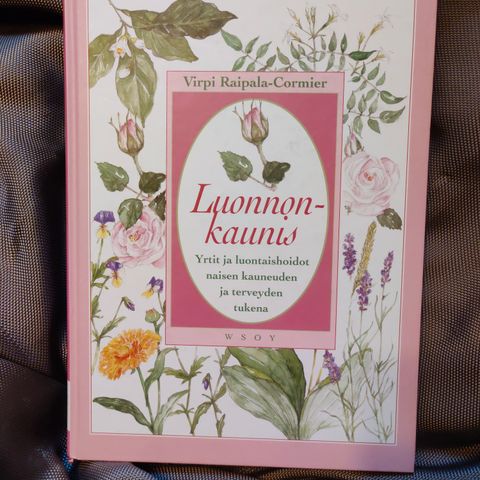 Virpi Raipala-Cormier
Luonnon-
kaunis
Yrtit ja luontaishoidot
naisen kauneuden
ja terveyden
tukena
WSOY